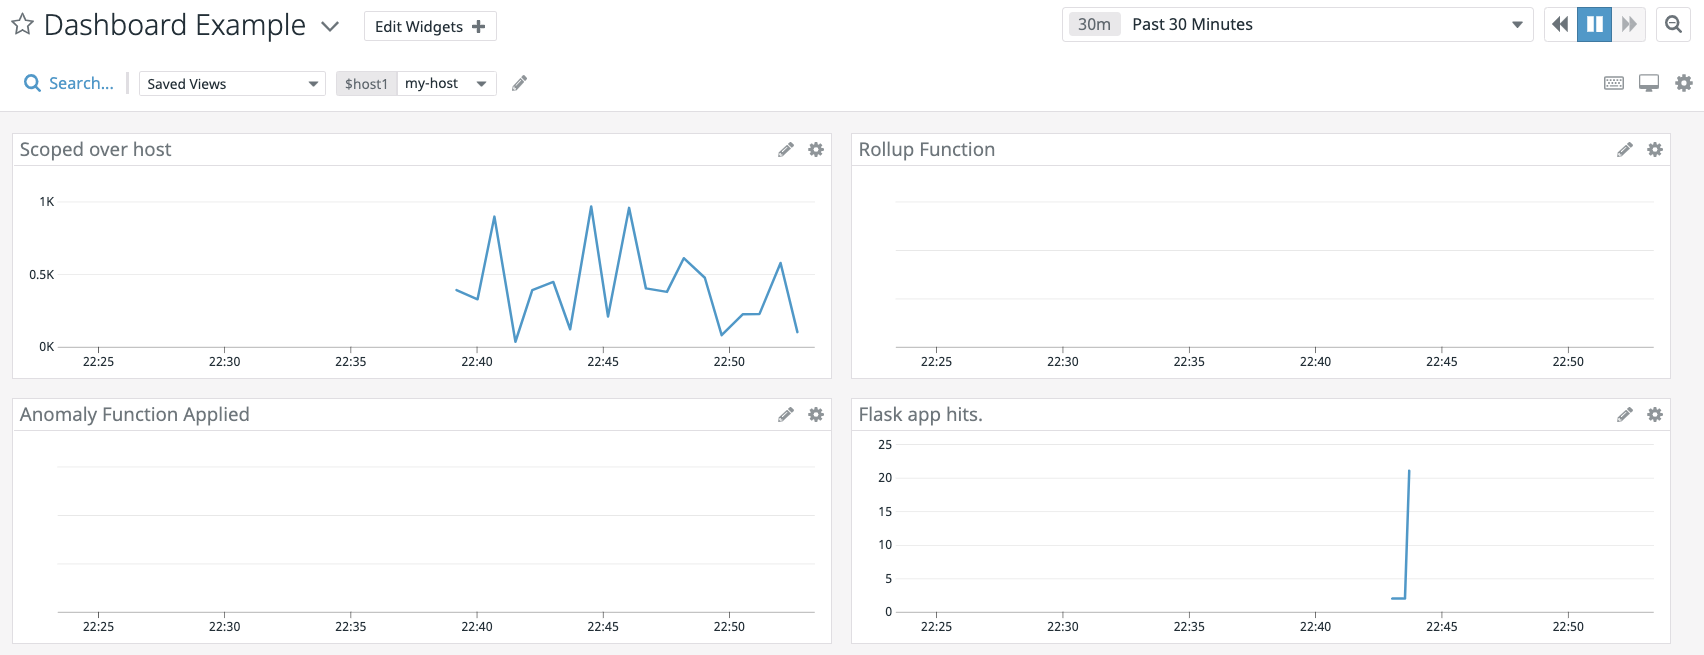 Dashboard Example
Edit Widgets
30m Past 30 Minutes
Search...
Saved Views
$host1 my-host
Scoped over host
1K
0.5K
0K
22:25 22:30 22:35 22:40 22:45 22:50
Rollup Function
22:25 22:30 22:35 22:40 22:45 22:50
Anomaly Function Applied
22:25 22:30 22:35 22:40 22:45 22:50
Flask app hits.
25
20
15
10
5
0
22:25 22:30 22:35 22:40 22:45 22:50